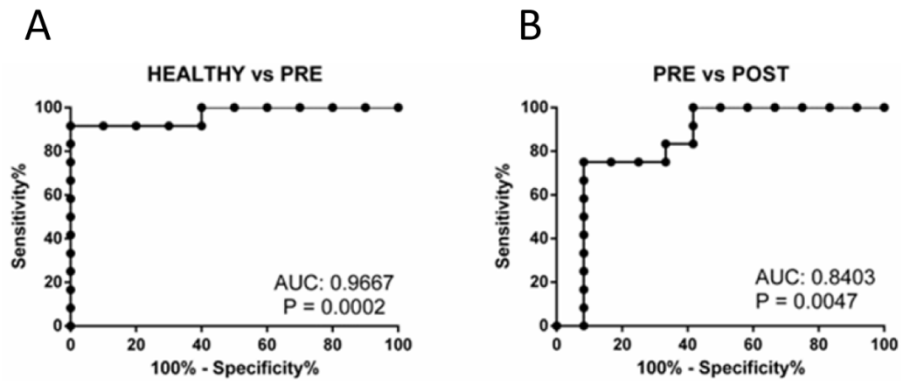 A
HEALTHY vs PRE
100
80
60
40
20
0
Sensitivity%
AUC: 0.9667
P = 0.0002
0 20 40 60 80 100
100% - Specificity%
B
PRE vs POST
100
80
60
40
20
0
Sensitivity%
AUC: 0.8403
P = 0.0047
0 20 40 60 80 100
100% - Specificity%